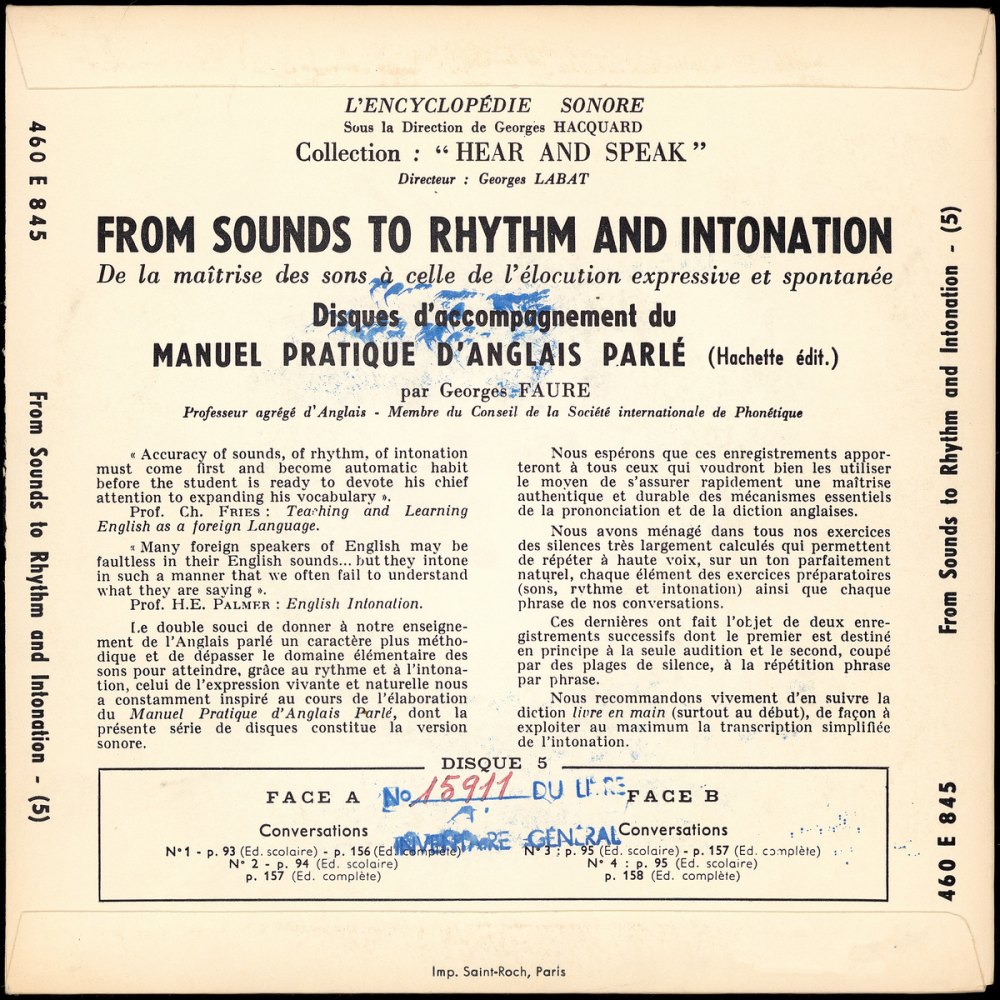 L'ENCYCLOPÉDIE SONORE
Sous la Direction de Georges HACQUARD
Collection : “ HEAR AND SPEAK ”
Directeur : Georges LABAT
FROM SOUNDS TO RHYTHM AND INTONATION
De la maîtrise des sons à celle de l'élocution expressive et spontanée
Disques d'accompagnement du
MANUEL PRATIQUE D'ANGLAIS PARLÉ (Hachette édit.)
par Georges FAURE
Professeur agrégé d'Anglais - Membre du Conseil de la Société internationale de Phonétique
« Accuracy of sounds, of rhythm, of intonation
must come first and become automatic habit
before the student is ready to devote his chief
attention to expanding his vocabulary ».
Prof. Ch. FRIES : Teaching and Learning
English as a foreign Language.
« Many foreign speakers of English may be
faultless in their English sounds... but they intone
in such a manner that we often fail to understand
what they are saying ».
Prof. H.E. PALMER : English Intonation.
Le double souci de donner à notre enseigne-
ment de l'Anglais parlé un caractère plus métho-
dique et de dépasser le domaine élémentaire des
sons pour atteindre, grâce au rythme et à l'intona-
tion, celui de l'expression vivante et naturelle nous
a constamment inspiré au cours de l'élaboration
du Manuel Pratique d'Anglais Parlé, dont la
présente série de disques constitue la version
sonore.
Nous espérons que ces enregistrements appor-
teront à tous ceux qui voudront bien les utiliser
le moyen de s'assurer rapidement une maîtrise
authentique et durable des mécanismes essentiels
de la prononciation et de la diction anglaises.
Nous avons ménagé dans tous nos exercices
des silences très largement calculés qui permettent
de répéter à haute voix, sur un ton parfaitement
naturel, chaque élément des exercices préparatoires
(sons, rythme et intonation) ainsi que chaque
phrase de nos conversations.
Ces dernières ont fait l'objet de deux enre-
gistrements successifs dont le premier est destiné
en principe à la seule audition et le second, coupé
par des plages de silence, à la répétition phrase
par phrase.
Nous recommandons vivement d'en suivre la
diction livre en main (surtout au début), de façon à
exploiter au maximum la transcription simplifiée
de l'intonation.
DISQUE 5
FACE A
Conversations
N° 1 - p. 93 (Ed. scolaire) - p. 156 (Ed. complète)
N° 2 - p. 94 (Ed. scolaire)
p. 157 (Ed. complète)
FACE B
Conversations
N° 3 : p. 95 (Ed. scolaire) - p. 157 (Ed. complète)
N° 4 : p. 95 (Ed. scolaire)
p. 158 (Ed. complète)
No 15911 DU LIVRE
INVENTAIRE GÉNÉRAL
Imp. Saint-Roch, Paris
460 E 845
From Sounds to Rhythm and Intonation - (5)
From Sounds to Rhythm and Intonation - (5)
460 E 845